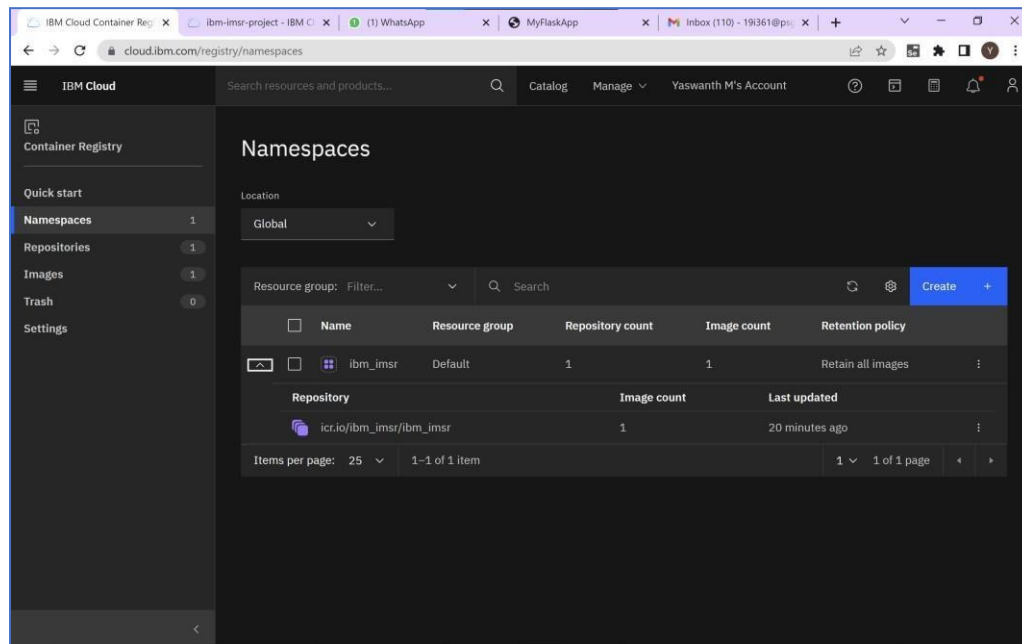 IBM Cloud Container Reg
ibm-imsr-project - IBM Cl
(1) WhatsApp
MyFlaskApp
Inbox (110) - 19i361@psg
cloud.ibm.com/registry/namespaces
Y
IBM Cloud
Search resources and products...
Catalog
Manage
Yaswanth M's Account
Container Registry
Quick start
Namespaces 1
Repositories 1
Images 1
Trash 0
Settings
Namespaces
Location
Global
Resource group: Filter...
Search
Create +
Name Resource group Repository count Image count Retention policy
ibm_imsr Default 1 1 Retain all images
Repository Image count Last updated
icr.io/ibm_imsr/ibm_imsr 1 20 minutes ago
Items per page: 25 1–1 of 1 item 1 1 of 1 page